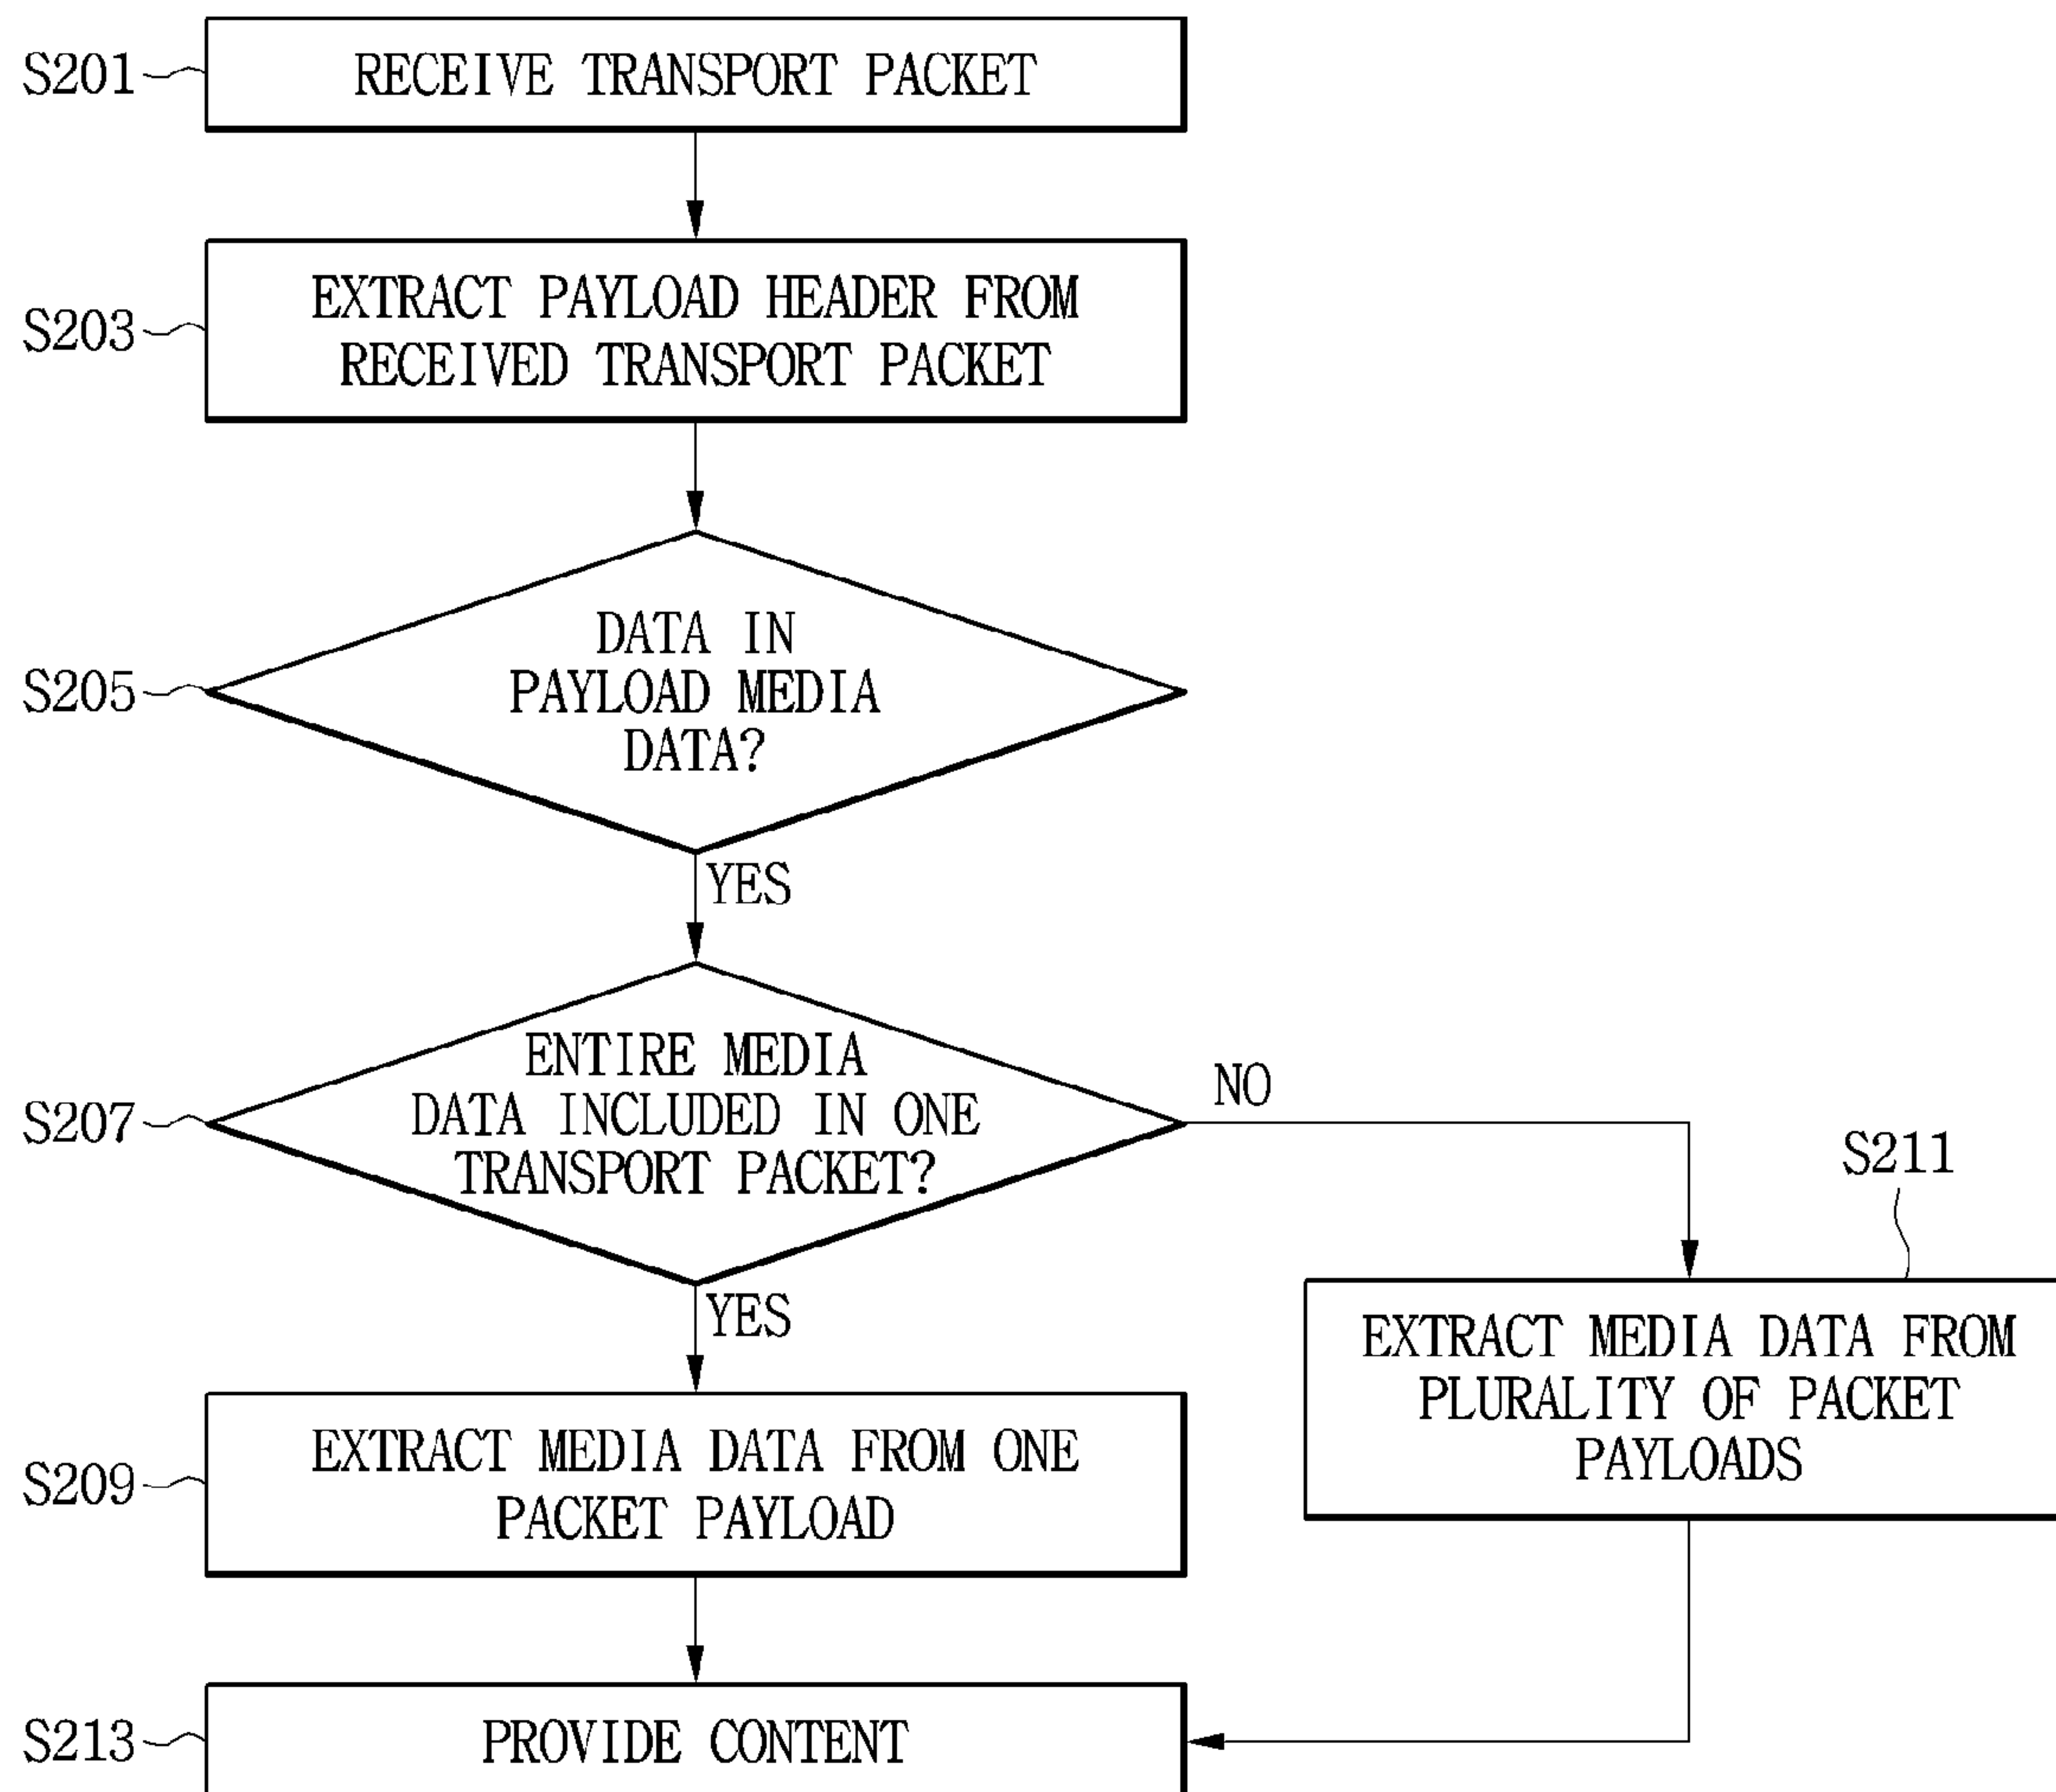 S201
RECEIVE TRANSPORT PACKET
S203
EXTRACT PAYLOAD HEADER FROM
RECEIVED TRANSPORT PACKET
S205
DATA IN
PAYLOAD MEDIA
DATA?
YES
S207
ENTIRE MEDIA
DATA INCLUDED IN ONE
TRANSPORT PACKET?
NO
YES
S211
EXTRACT MEDIA DATA FROM
PLURALITY OF PACKET
PAYLOADS
S209
EXTRACT MEDIA DATA FROM ONE
PACKET PAYLOAD
S213
PROVIDE CONTENT